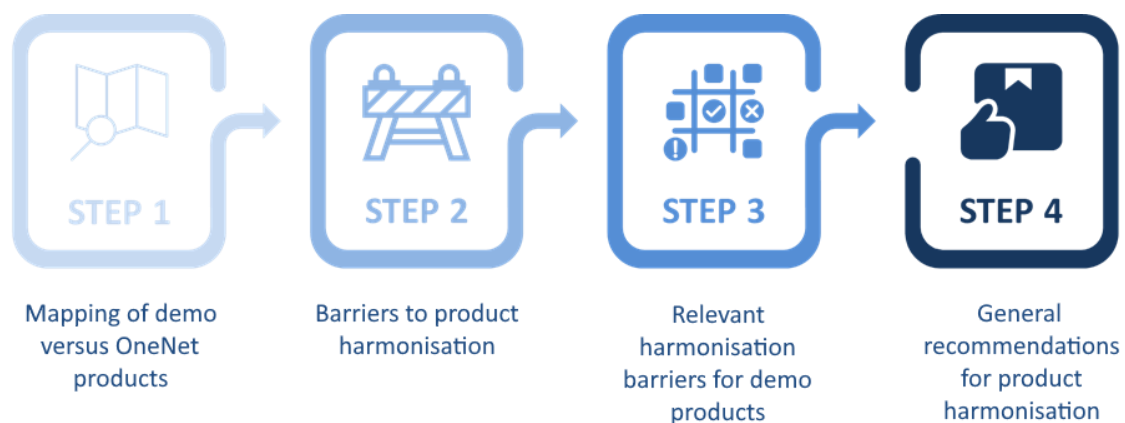 STEP 1
STEP 2
STEP 3
STEP 4
Mapping of demo
versus OneNet
products
Barriers to product
harmonisation
Relevant
harmonisation
barriers for demo
products
General
recommendations
for product
harmonisation